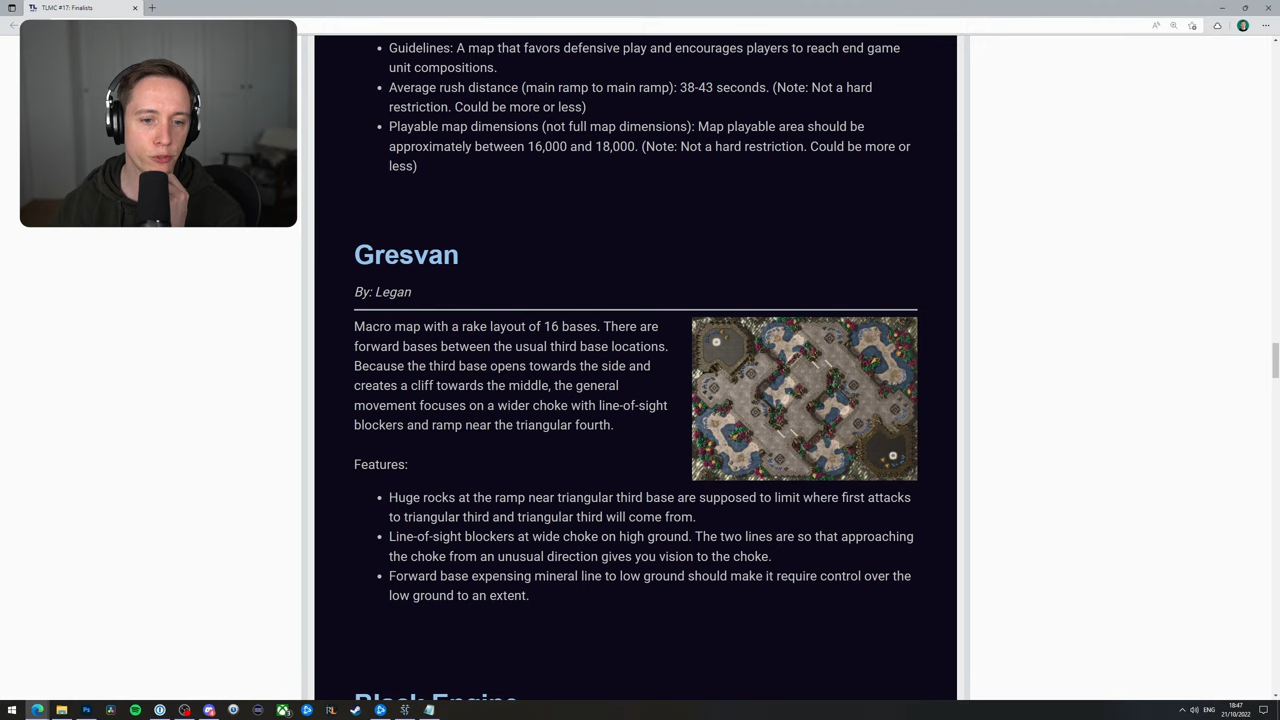 TLMC #17: Finalists
Guidelines: A map that favors defensive play and encourages players to reach end game
unit compositions.
Average rush distance (main ramp to main ramp): 38-43 seconds. (Note: Not a hard
restriction. Could be more or less)
Playable map dimensions (not full map dimensions): Map playable area should be
approximately between 16,000 and 18,000. (Note: Not a hard restriction. Could be more or
less)
Gresvan
By: Legan
Macro map with a rake layout of 16 bases. There are
forward bases between the usual third base locations.
Because the third base opens towards the side and
creates a cliff towards the middle, the general
movement focuses on a wider choke with line-of-sight
blockers and ramp near the triangular fourth.
Features:
Huge rocks at the ramp near triangular third base are supposed to limit where first attacks
to triangular third and triangular third will come from.
Line-of-sight blockers at wide choke on high ground. The two lines are so that approaching
the choke from an unusual direction gives you vision to the choke.
Forward base expensing mineral line to low ground should make it require control over the
low ground to an extent.
Black Engine
ENG
18:47
21/10/2022